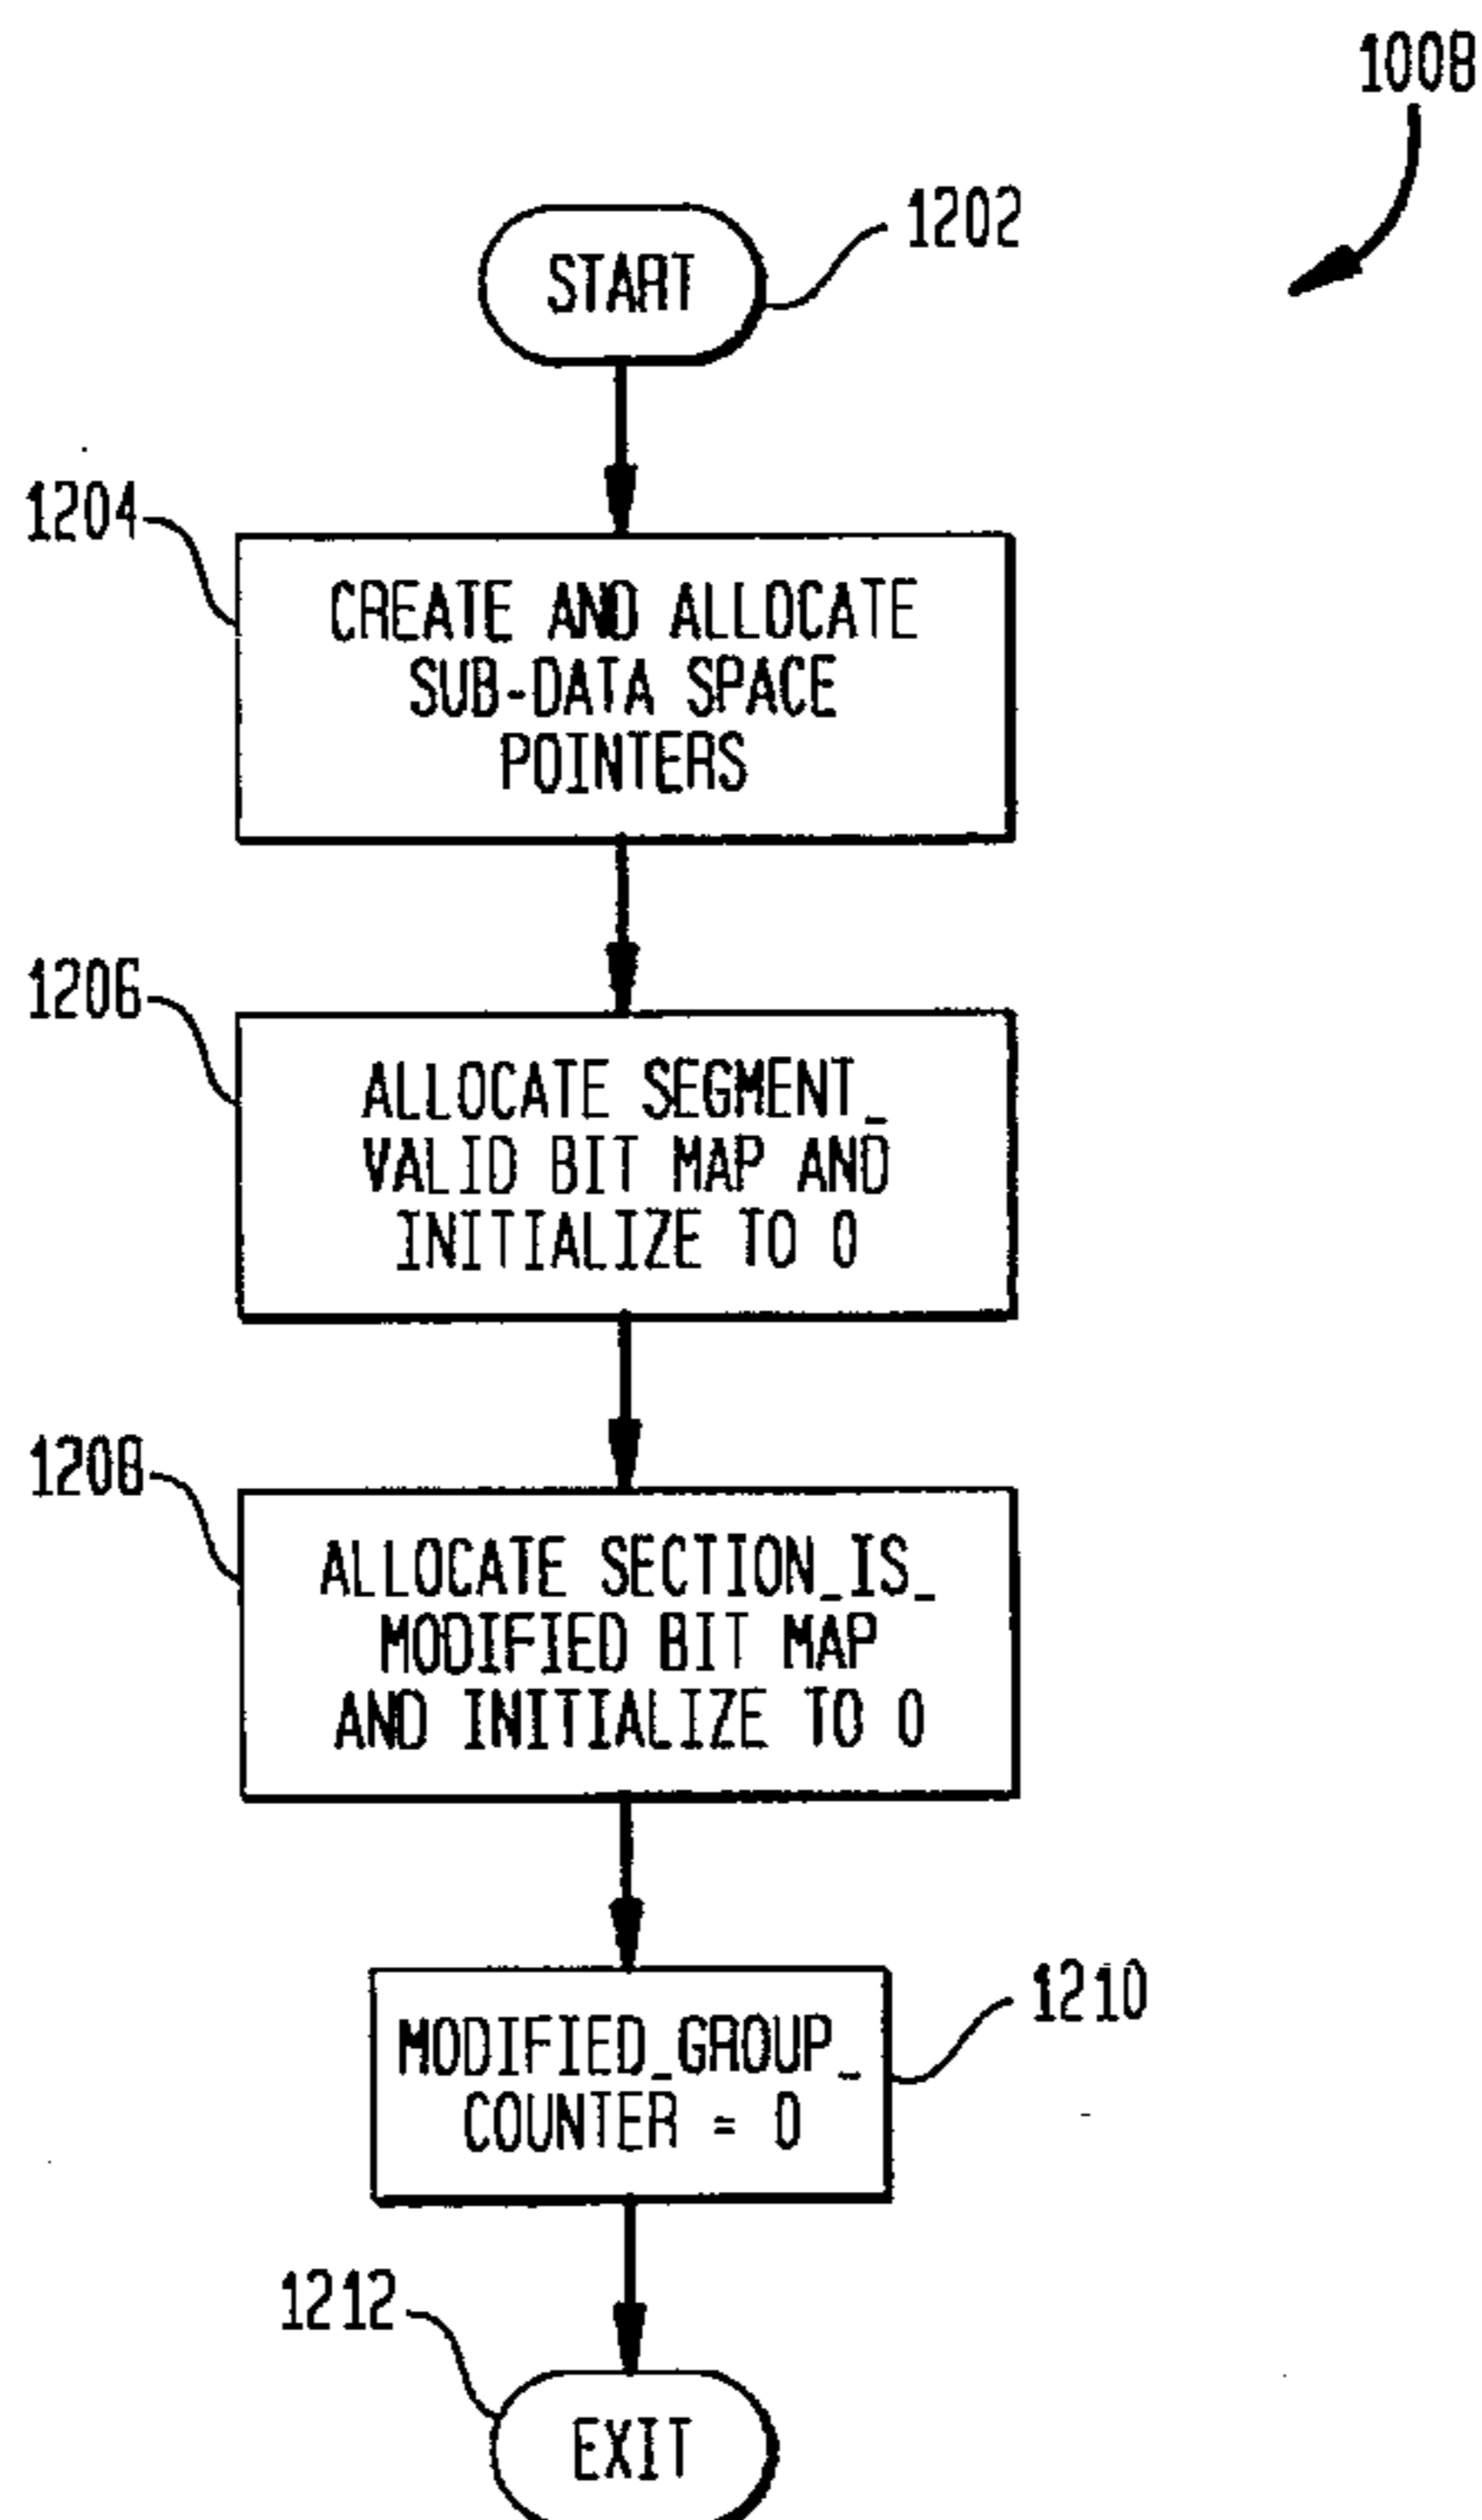 1008
1202
START
1204
CREATE AND ALLOCATE
SUB-DATA SPACE
POINTERS
1206
ALLOCATE SEGMENT_
VALID BIT MAP AND
INITIALIZE TO 0
1208
ALLOCATE SECTION_IS_
MODIFIED BIT MAP
AND INITIALIZE TO 0
1210
MODIFIED_GROUP_
COUNTER = 0
1212
EXIT